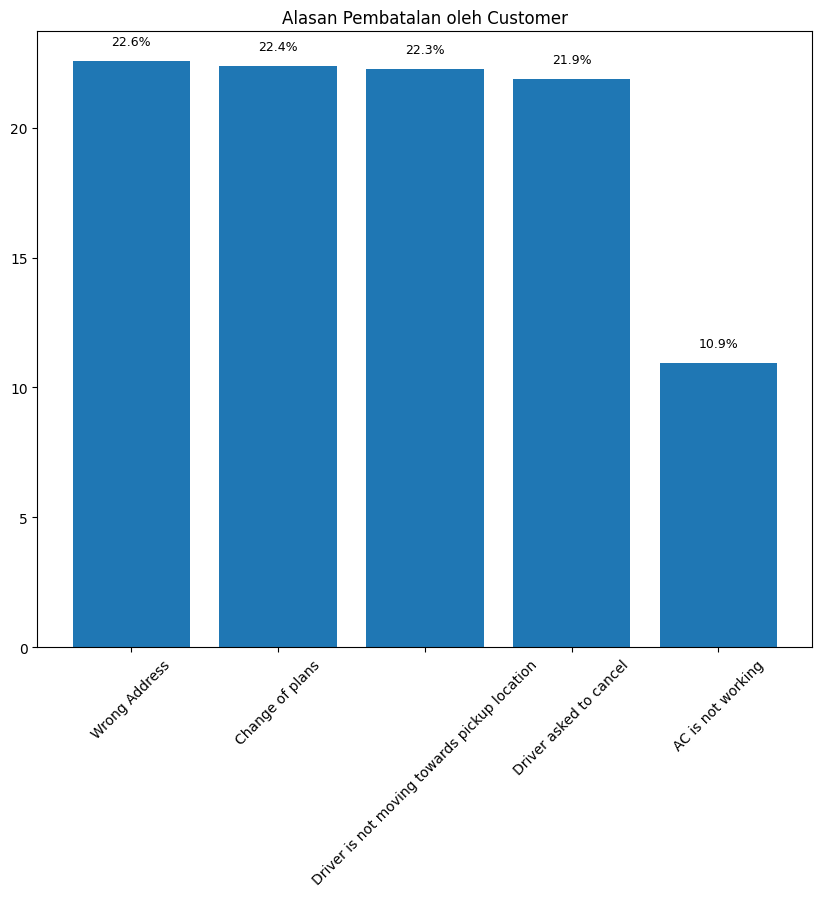 Alasan Pembatalan oleh Customer
22.6%
22.4%
22.3%
21.9%
10.9%
20
15
10
5
0
Wrong Address
Change of plans
Driver is not moving towards pickup location
Driver asked to cancel
AC is not working